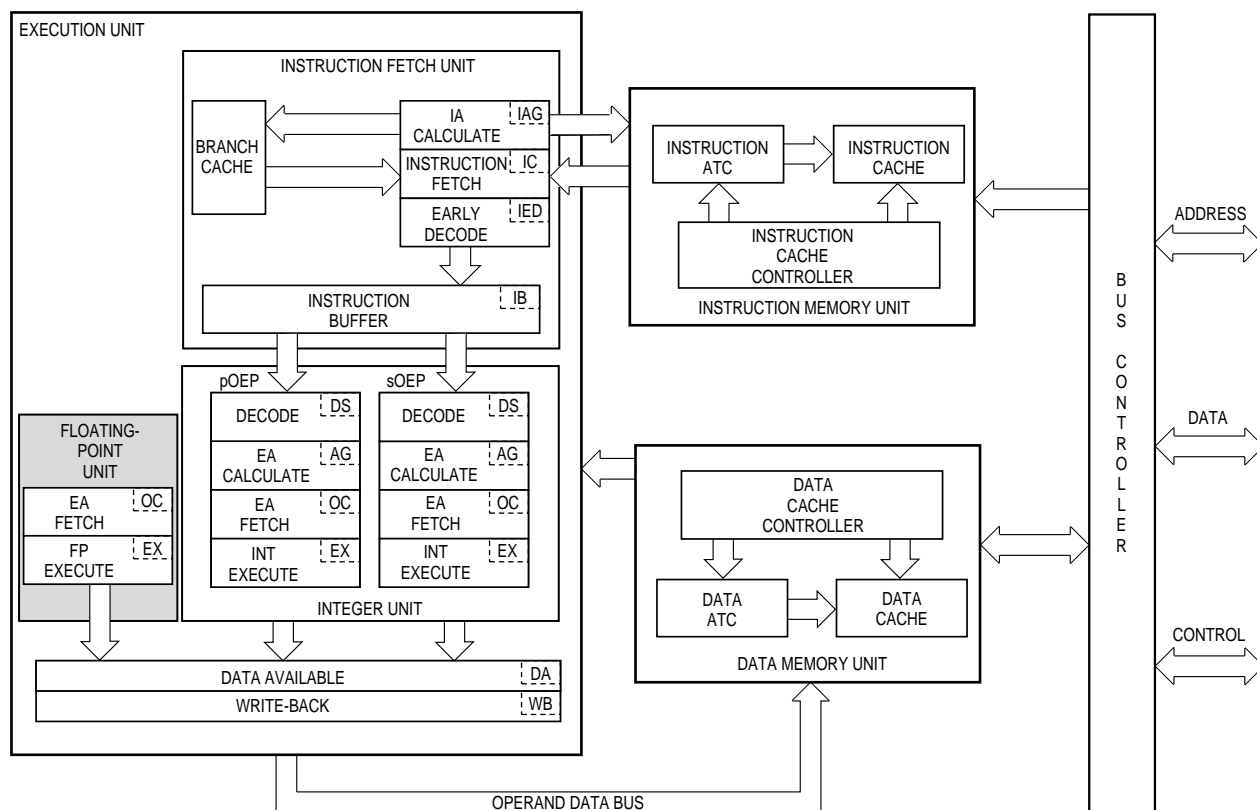 EXECUTION UNIT
INSTRUCTION FETCH UNIT
BRANCH
CACHE
IA
CALCULATE
IAG
INSTRUCTION
FETCH
IC
EARLY
DECODE
IED
INSTRUCTION
BUFFER
IB
pOEP
DECODE
DS
EA
CALCULATE
AG
EA
FETCH
OC
INT
EXECUTE
EX
sOEP
DECODE
DS
EA
CALCULATE
AG
EA
FETCH
OC
INT
EXECUTE
EX
INTEGER UNIT
FLOATING-
POINT
UNIT
EA
FETCH
OC
FP
EXECUTE
EX
DATA AVAILABLE
DA
WRITE-BACK
WB
INSTRUCTION
ATC
INSTRUCTION
CACHE
INSTRUCTION
CACHE
CONTROLLER
INSTRUCTION MEMORY UNIT
DATA
CACHE
CONTROLLER
DATA
ATC
DATA
CACHE
DATA MEMORY UNIT
OPERAND DATA BUS
BUS CONTROLLER
ADDRESS
DATA
CONTROL